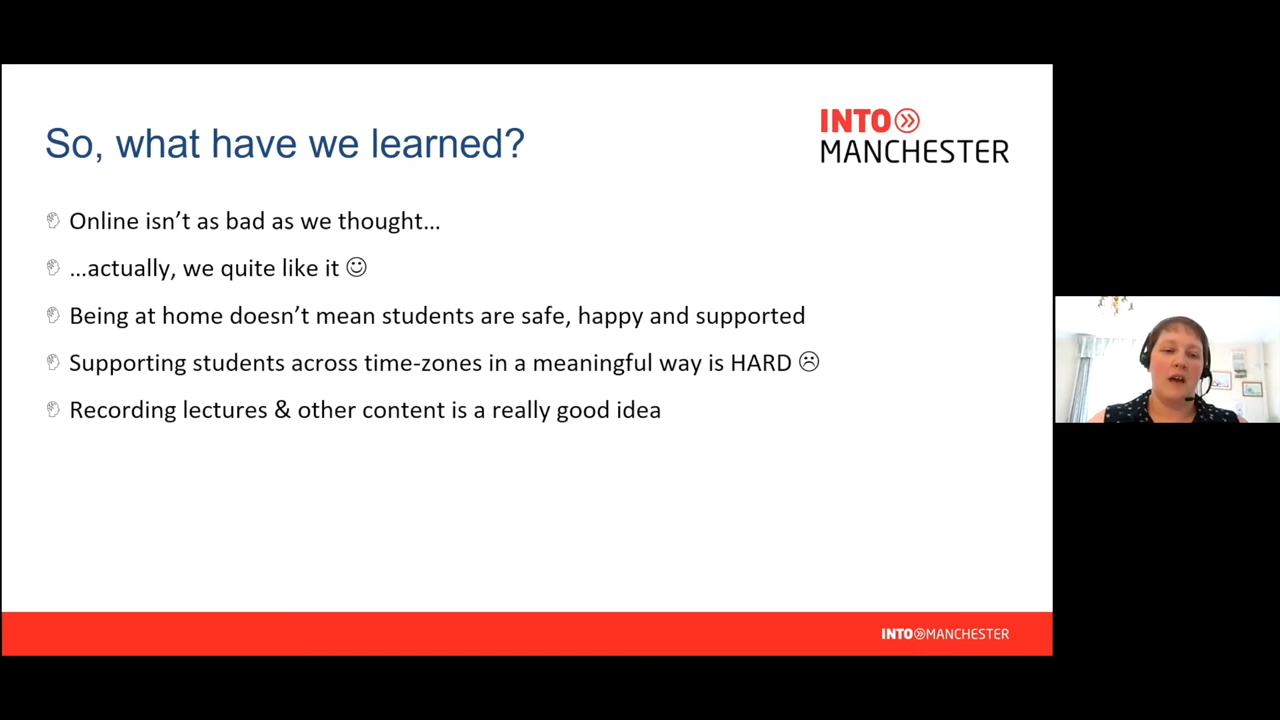 So, what have we learned?
INTO
MANCHESTER
Online isn’t as bad as we thought…
…actually, we quite like it ☺
Being at home doesn’t mean students are safe, happy and supported
Supporting students across time-zones in a meaningful way is HARD ☹
Recording lectures & other content is a really good idea
INTO MANCHESTER